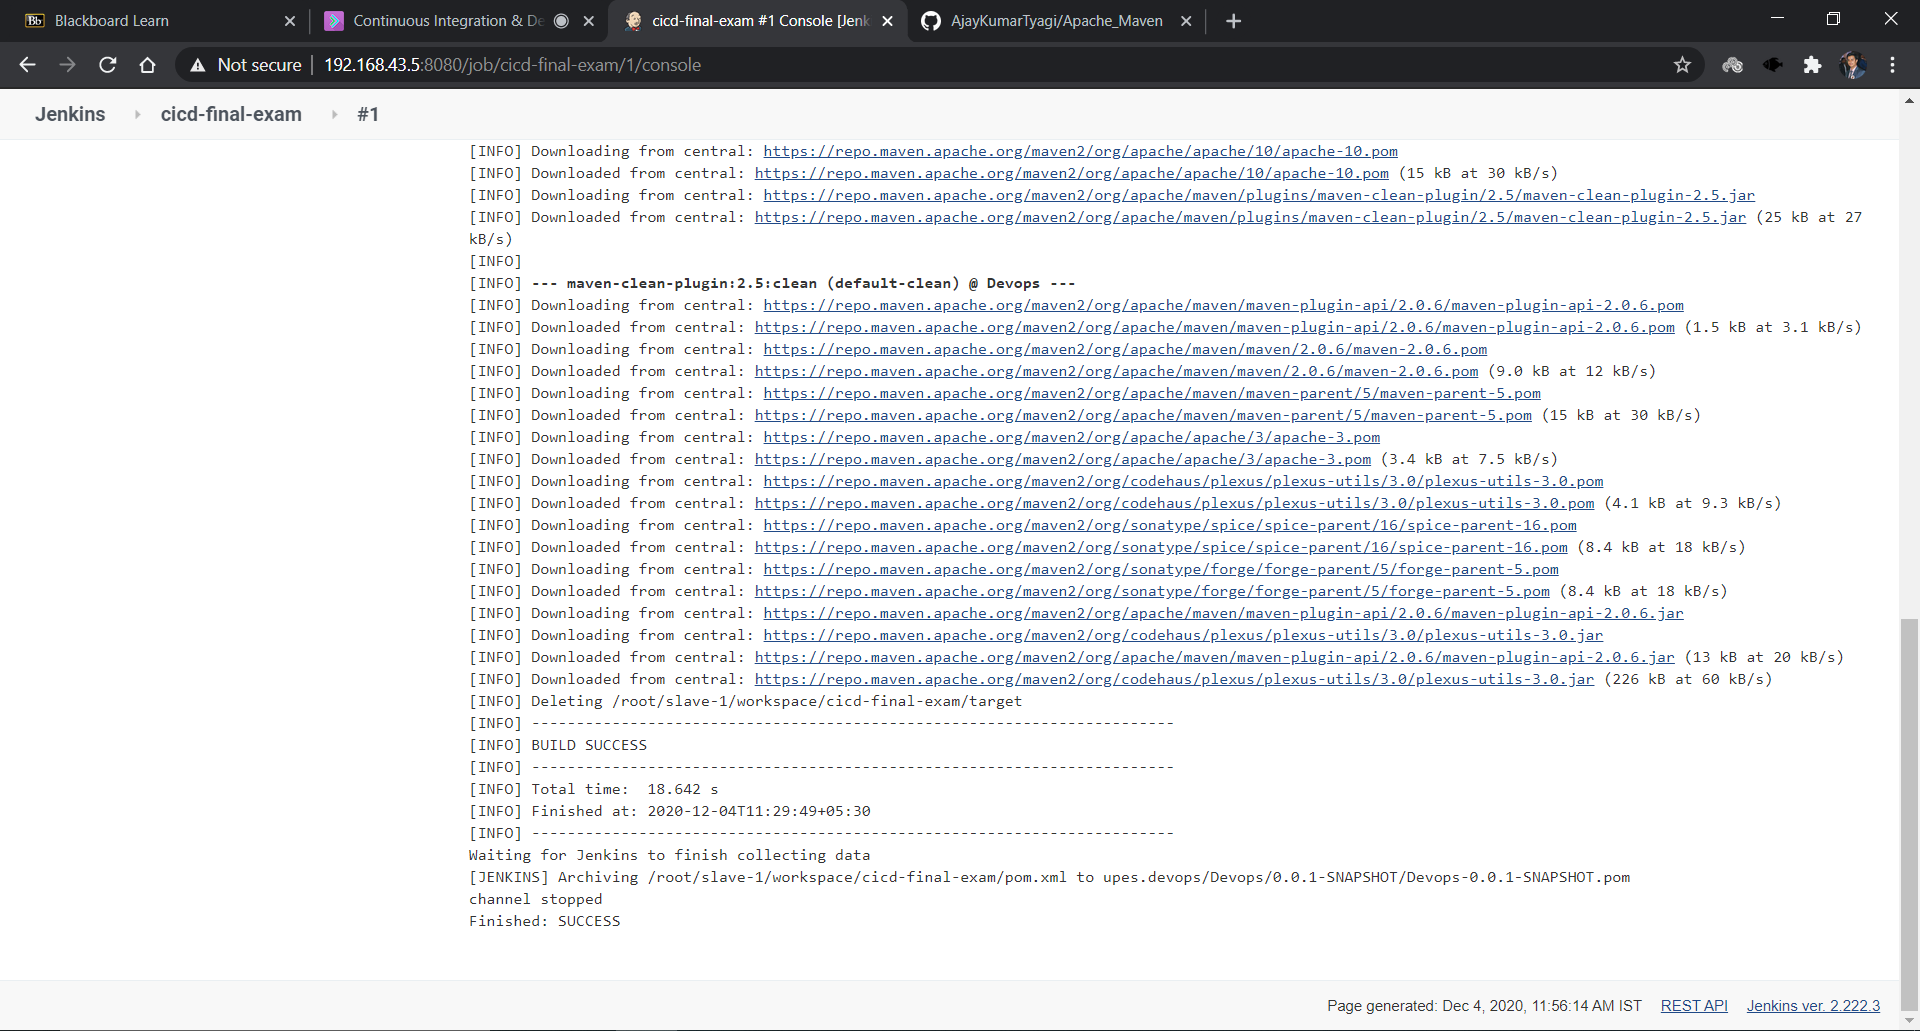 Blackboard Learn
Continuous Integration & De
cicd-final-exam #1 Console [Jenk
AjayKumarTyagi/Apache_Maven
Not secure
192.168.43.5:8080/job/cicd-final-exam/1/console
Jenkins
cicd-final-exam
#1
[INFO] Downloading from central: https://repo.maven.apache.org/maven2/org/apache/apache/10/apache-10.pom
[INFO] Downloaded from central: https://repo.maven.apache.org/maven2/org/apache/apache/10/apache-10.pom (15 kB at 30 kB/s)
[INFO] Downloading from central: https://repo.maven.apache.org/maven2/org/apache/maven/plugins/maven-clean-plugin/2.5/maven-clean-plugin-2.5.jar
[INFO] Downloaded from central: https://repo.maven.apache.org/maven2/org/apache/maven/plugins/maven-clean-plugin/2.5/maven-clean-plugin-2.5.jar (25 kB at 27
kB/s)
[INFO]
[INFO] --- maven-clean-plugin:2.5:clean (default-clean) @ Devops ---
[INFO] Downloading from central: https://repo.maven.apache.org/maven2/org/apache/maven/maven-plugin-api/2.0.6/maven-plugin-api-2.0.6.pom
[INFO] Downloaded from central: https://repo.maven.apache.org/maven2/org/apache/maven/maven-plugin-api/2.0.6/maven-plugin-api-2.0.6.pom (1.5 kB at 3.1 kB/s)
[INFO] Downloading from central: https://repo.maven.apache.org/maven2/org/apache/maven/maven/2.0.6/maven-2.0.6.pom
[INFO] Downloaded from central: https://repo.maven.apache.org/maven2/org/apache/maven/maven/2.0.6/maven-2.0.6.pom (9.0 kB at 12 kB/s)
[INFO] Downloading from central: https://repo.maven.apache.org/maven2/org/apache/maven/maven-parent/5/maven-parent-5.pom
[INFO] Downloaded from central: https://repo.maven.apache.org/maven2/org/apache/maven/maven-parent/5/maven-parent-5.pom (15 kB at 30 kB/s)
[INFO] Downloading from central: https://repo.maven.apache.org/maven2/org/apache/apache/3/apache-3.pom
[INFO] Downloaded from central: https://repo.maven.apache.org/maven2/org/apache/apache/3/apache-3.pom (3.4 kB at 7.5 kB/s)
[INFO] Downloading from central: https://repo.maven.apache.org/maven2/org/codehaus/plexus/plexus-utils/3.0/plexus-utils-3.0.pom
[INFO] Downloaded from central: https://repo.maven.apache.org/maven2/org/codehaus/plexus/plexus-utils/3.0/plexus-utils-3.0.pom (4.1 kB at 9.3 kB/s)
[INFO] Downloading from central: https://repo.maven.apache.org/maven2/org/sonatype/spice/spice-parent/16/spice-parent-16.pom
[INFO] Downloaded from central: https://repo.maven.apache.org/maven2/org/sonatype/spice/spice-parent/16/spice-parent-16.pom (8.4 kB at 18 kB/s)
[INFO] Downloading from central: https://repo.maven.apache.org/maven2/org/sonatype/forge/forge-parent/5/forge-parent-5.pom
[INFO] Downloaded from central: https://repo.maven.apache.org/maven2/org/sonatype/forge/forge-parent/5/forge-parent-5.pom (8.4 kB at 18 kB/s)
[INFO] Downloading from central: https://repo.maven.apache.org/maven2/org/apache/maven/maven-plugin-api/2.0.6/maven-plugin-api-2.0.6.jar
[INFO] Downloading from central: https://repo.maven.apache.org/maven2/org/codehaus/plexus/plexus-utils/3.0/plexus-utils-3.0.jar
[INFO] Downloaded from central: https://repo.maven.apache.org/maven2/org/apache/maven/maven-plugin-api/2.0.6/maven-plugin-api-2.0.6.jar (13 kB at 20 kB/s)
[INFO] Downloaded from central: https://repo.maven.apache.org/maven2/org/codehaus/plexus/plexus-utils/3.0/plexus-utils-3.0.jar (226 kB at 60 kB/s)
[INFO] Deleting /root/slave-1/workspace/cicd-final-exam/target
[INFO] ------------------------------------------------------------------------
[INFO] BUILD SUCCESS
[INFO] ------------------------------------------------------------------------
[INFO] Total time:  18.642 s
[INFO] Finished at: 2020-12-04T11:29:49+05:30
[INFO] ------------------------------------------------------------------------
Waiting for Jenkins to finish collecting data
[JENKINS] Archiving /root/slave-1/workspace/cicd-final-exam/pom.xml to upes.devops/Devops/0.0.1-SNAPSHOT/Devops-0.0.1-SNAPSHOT.pom
channel stopped
Finished: SUCCESS
Page generated: Dec 4, 2020, 11:56:14 AM IST
REST API
Jenkins ver. 2.222.3